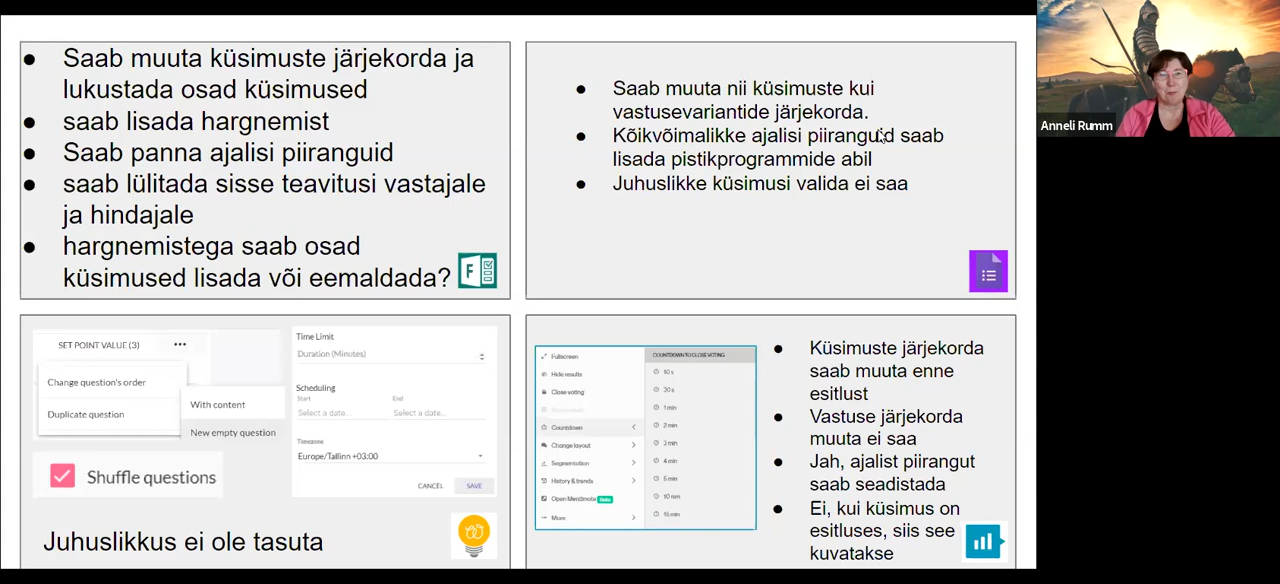 ● Saab muuta küsimuste järjekorda ja
lukustada osad küsimused
● saab lisada hargnemist
● Saab panna ajalisi piiranguid
● saab lülitada sisse teavitusi vastajale
ja hindajale
● hargnemistega saab osad
küsimused lisada või eemaldada?
F
● Saab muuta nii küsimuste kui
vastusevariantide järjekorda.
● Kõikvõimalikke ajalisi piiranguid saab
lisada pistikprogrammide abil
● Juhuslikke küsimusi valida ei saa
Anneli Rumm
SET POINT VALUE (3) •••
Change question's order
Duplicate question
With content
New empty question
Shuffle questions
Time Limit
Duration (Minutes)
Scheduling
Start End
Select a date... Select a date...
Timezone
Europe/Tallinn +03:00
CANCEL SAVE
Juhuslikkus ei ole tasuta
Fullscreen
Hide results
Close voting
Countdown
Change layout
Segmentation
History & trends
Open Mentimote Beta
More
COUNTDOWN TO CLOSE VOTING
10 s
30 s
1 min
2 min
3 min
4 min
5 min
10 min
15 min
● Küsimuste järjekorda
saab muuta enne
esitlust
● Vastuse järjekorda
muuta ei saa
● Jah, ajalist piirangut
saab seadistada
● Ei, kui küsimus on
esitluses, siis see
kuvatakse